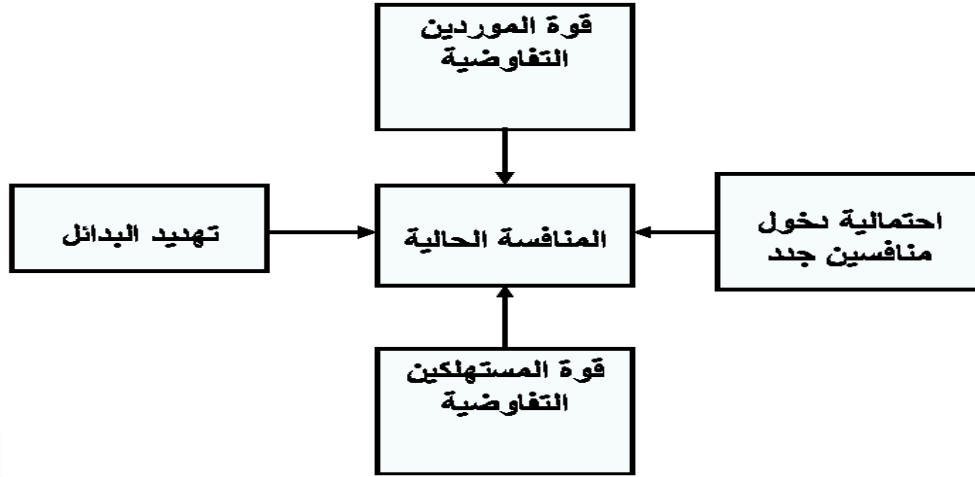 قوة الموردين
التفاوضية
احتمالية دخول
منافسين جدد
المنافسة الحالية
تهديد البدائل
قوة المستهلكين
التفاوضية